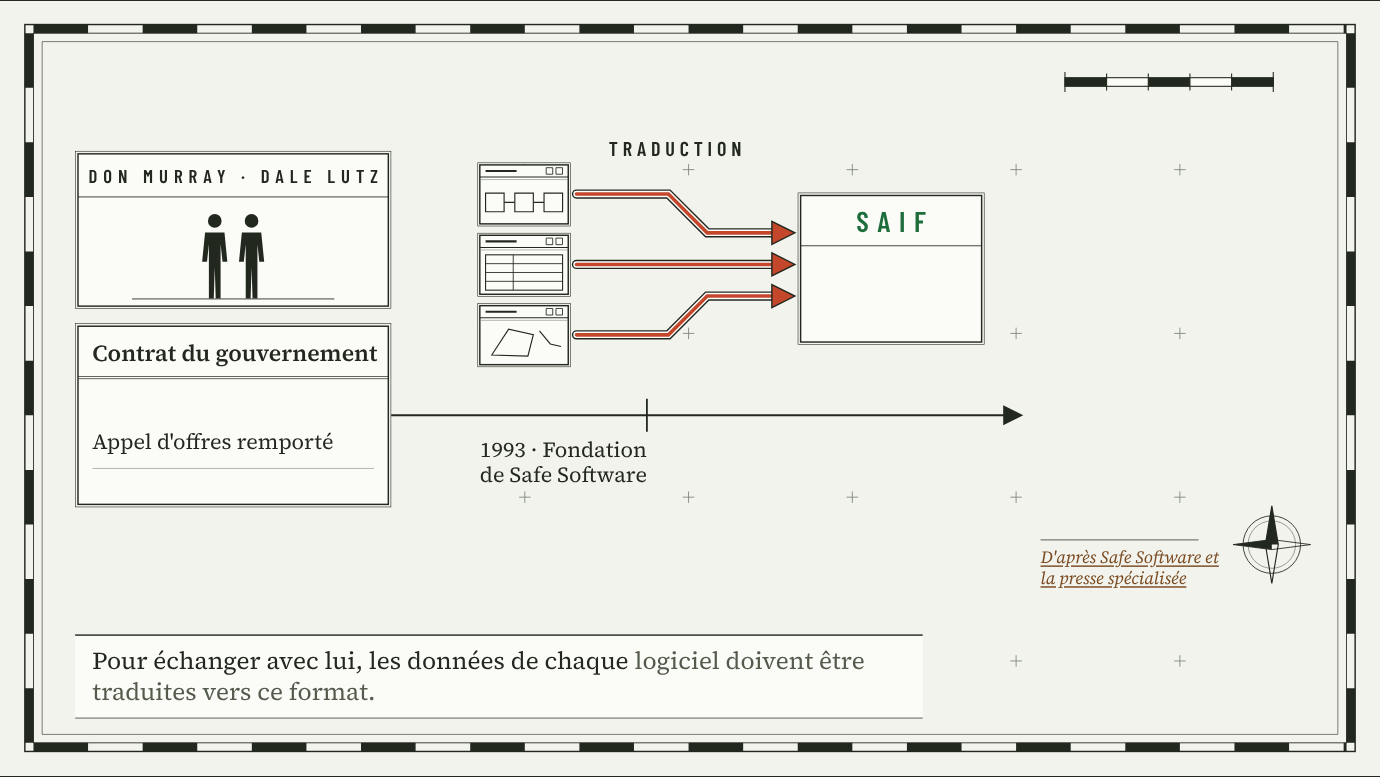 DON MURRAY · DALE LUTZ
Contrat du gouvernement
Appel d'offres remporté
TRADUCTION
SAIF
1993 · Fondation
de Safe Software
D'après Safe Software et
la presse spécialisée
Pour échanger avec lui, les données de chaque logiciel doivent être
traduites vers ce format.